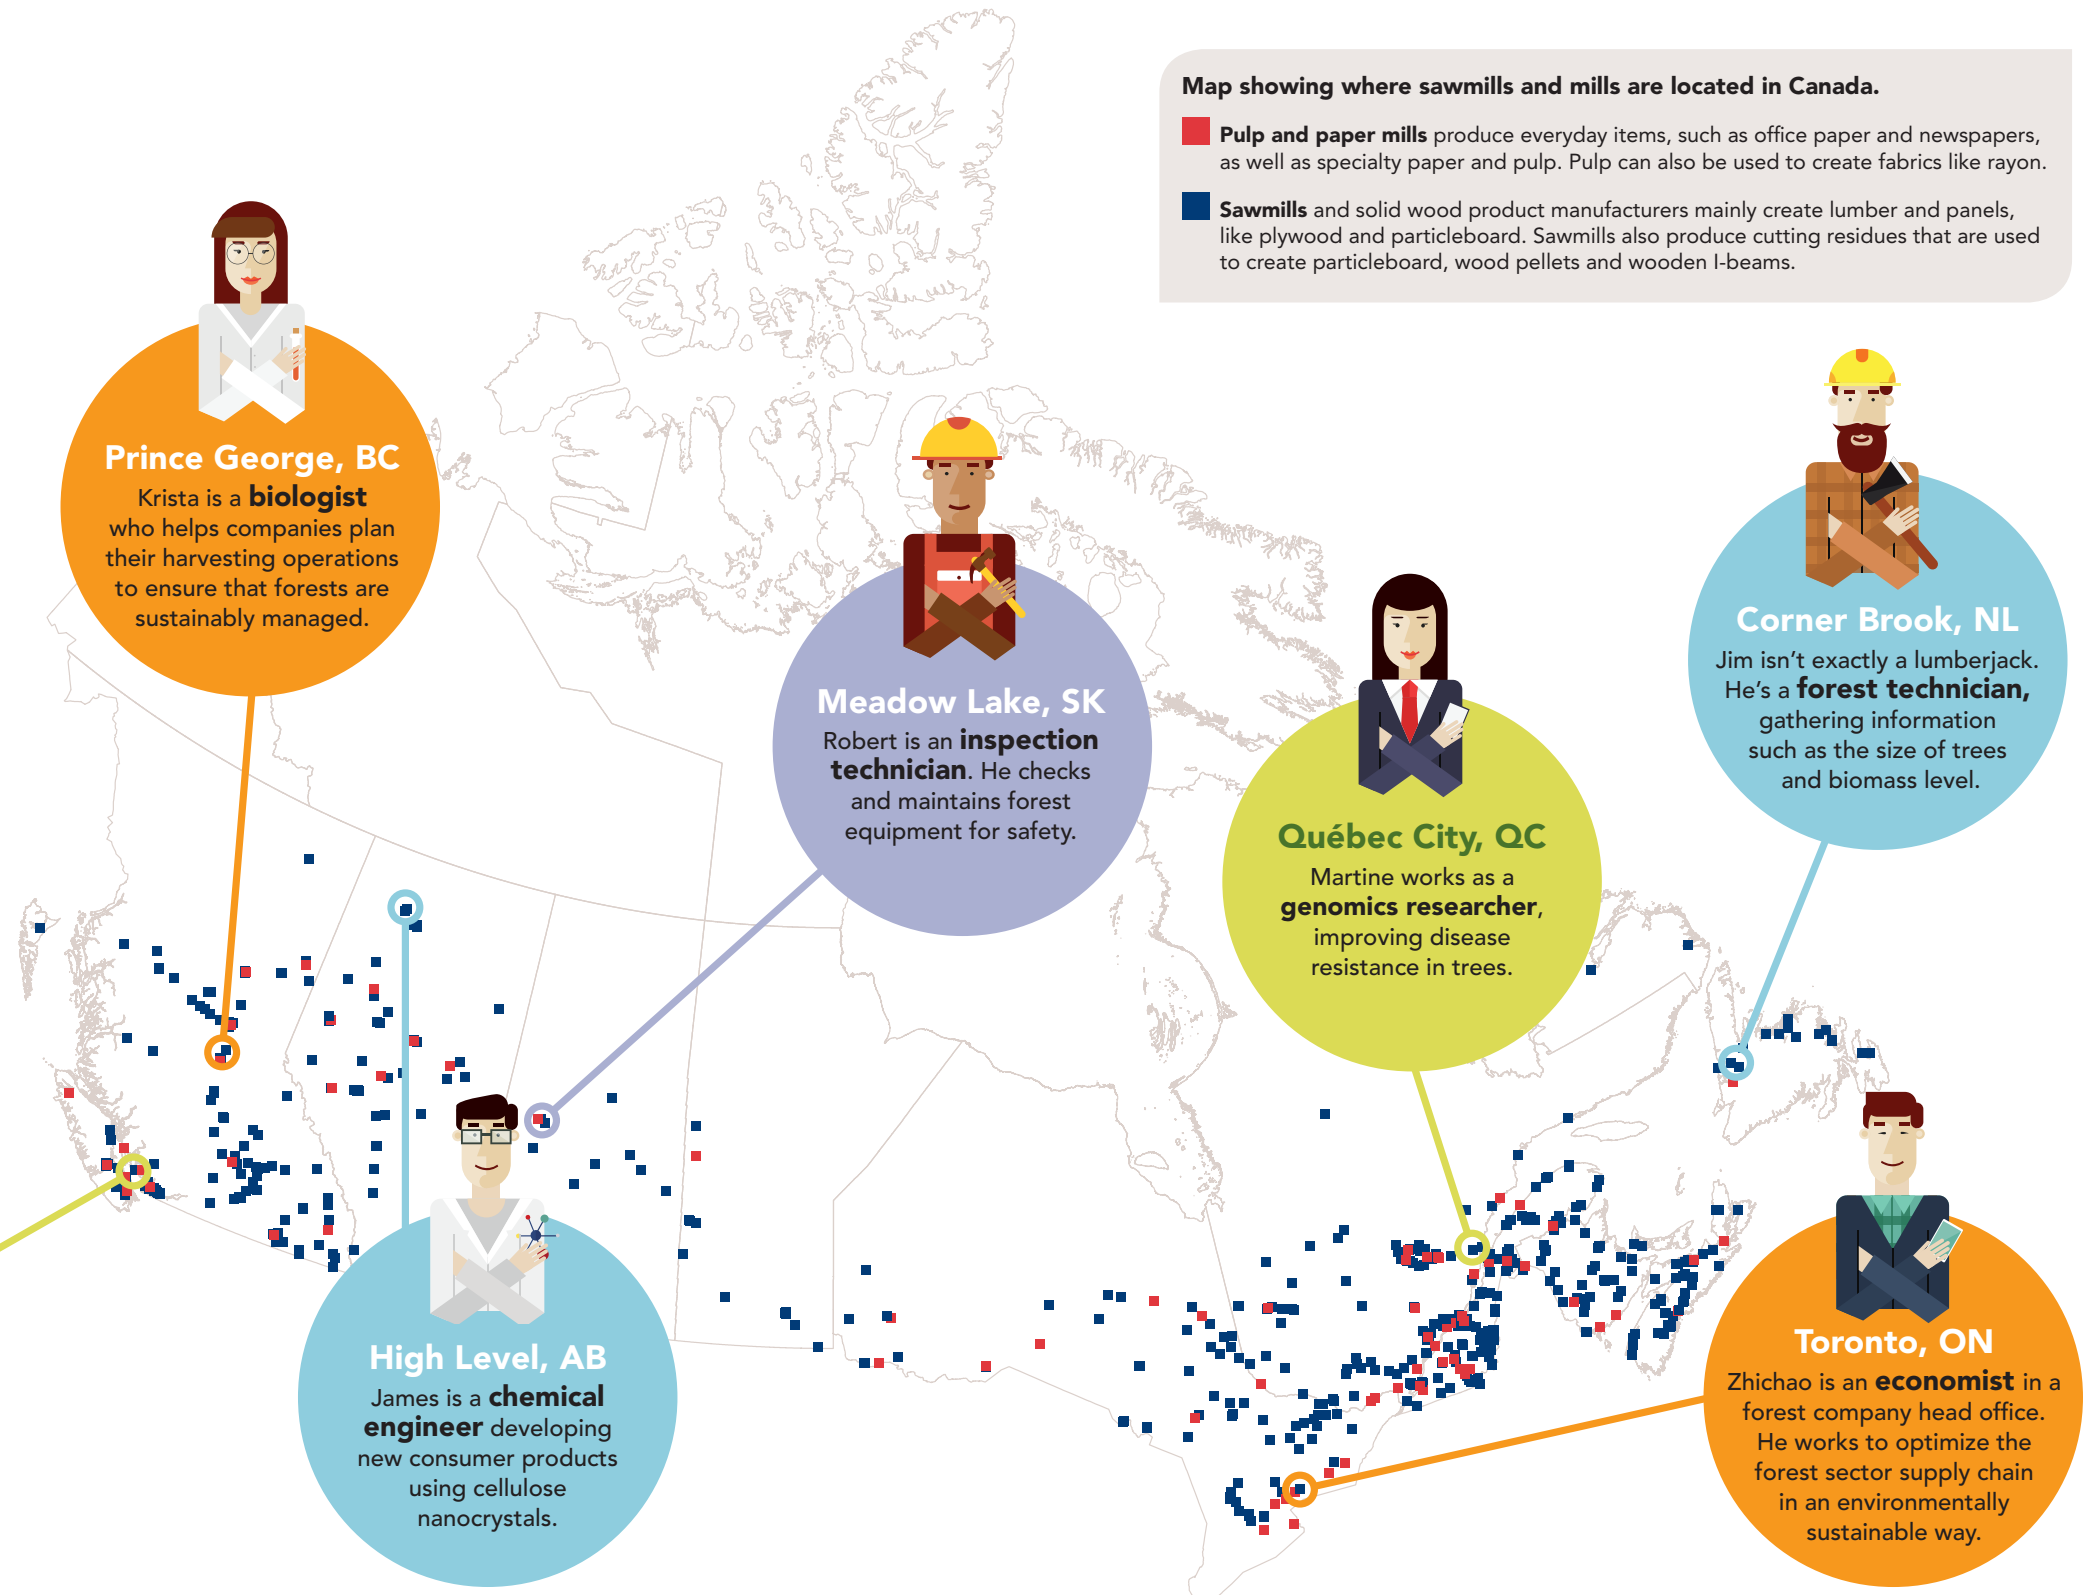 Map showing where sawmills and mills are located in Canada.
Pulp and paper mills produce everyday items, such as office paper and newspapers,
as well as specialty paper and pulp. Pulp can also be used to create fabrics like rayon.
Sawmills and solid wood product manufacturers mainly create lumber and panels,
like plywood and particleboard. Sawmills also produce cutting residues that are used
to create particleboard, wood pellets and wooden I-beams.
Prince George, BC
Krista is a biologist
who helps companies plan
their harvesting operations
to ensure that forests are
sustainably managed.
Meadow Lake, SK
Robert is an inspection
technician. He checks
and maintains forest
equipment for safety.
Québec City, QC
Martine works as a
genomics researcher,
improving disease
resistance in trees.
Corner Brook, NL
Jim isn't exactly a lumberjack.
He's a forest technician,
gathering information
such as the size of trees
and biomass level.
High Level, AB
James is a chemical
engineer developing
new consumer products
using cellulose
nanocrystals.
Toronto, ON
Zhichao is an economist in a
forest company head office.
He works to optimize the
forest sector supply chain
in an environmentally
sustainable way.